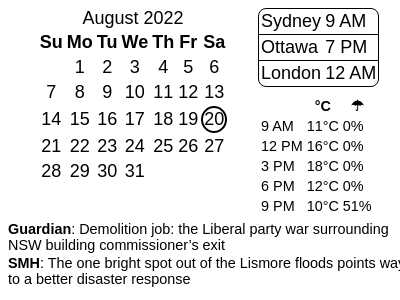 August 2022
Su Mo Tu We Th Fr Sa
1 2 3 4 5 6
7 8 9 10 11 12 13
14 15 16 17 18 19 20
21 22 23 24 25 26 27
28 29 30 31
Sydney 9 AM
Ottawa 7 PM
London 12 AM
°C ☂
9 AM 11°C 0%
12 PM 16°C 0%
3 PM 18°C 0%
6 PM 12°C 0%
9 PM 10°C 51%
Guardian: Demolition job: the Liberal party war surrounding
NSW building commissioner’s exit
SMH: The one bright spot out of the Lismore floods points way
to a better disaster response